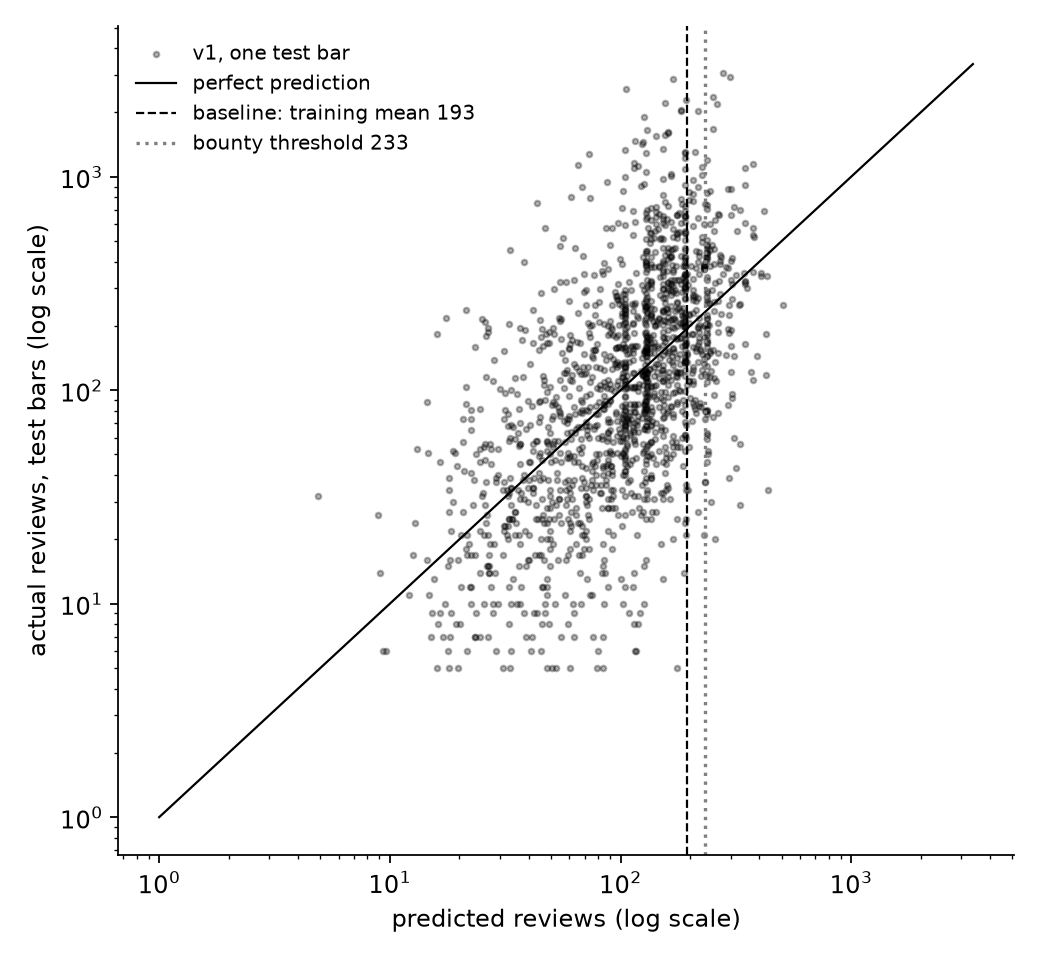 v1, one test bar
perfect prediction
baseline: training mean 193
bounty threshold 233
actual reviews, test bars (log scale)
10³
10²
10¹
10⁰
10⁰ 10¹ 10² 10³
predicted reviews (log scale)